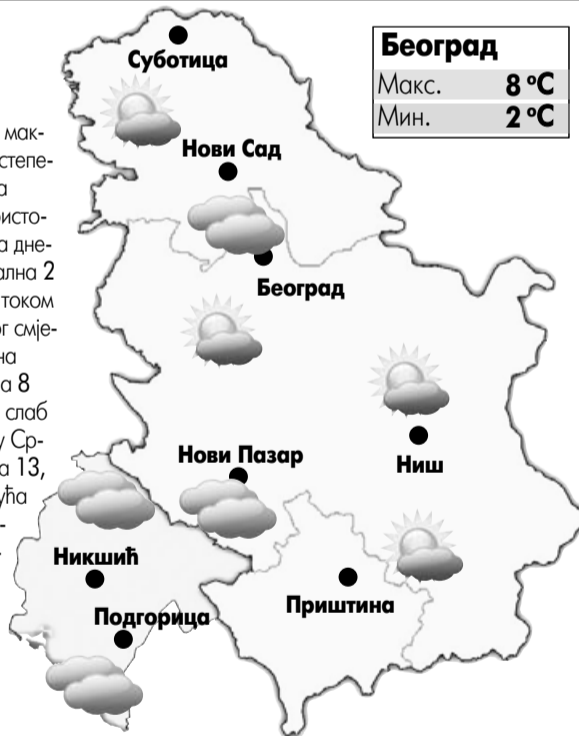 Београд
Макс. 8 °C
Мин. 2 °C
мак-
степе-
а
ристо-
а дне-
ална 2
током
г смје-
на
а 8
слаб
у Ср-
а 13,
ућа
-
Суботица
Нови Сад
Београд
Нови Пазар
Ниш
Никшић
Приштина
Подгорица